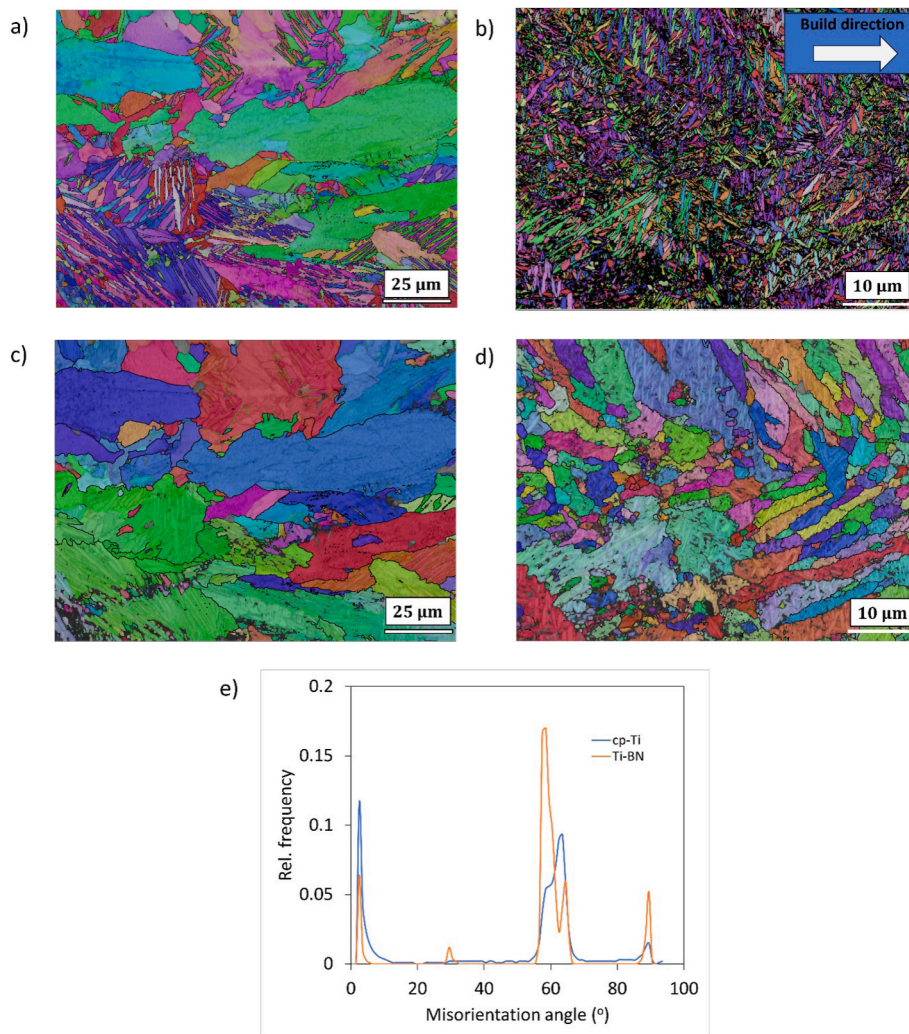 a)
b)
Build direction
25 μm
10 μm
c)
d)
25 μm
10 μm
e)
0.2
0.15
0.1
0.05
0
Rel. frequency
cp-Ti
Ti-BN
0 20 40 60 80 100
Misorientation angle (°)